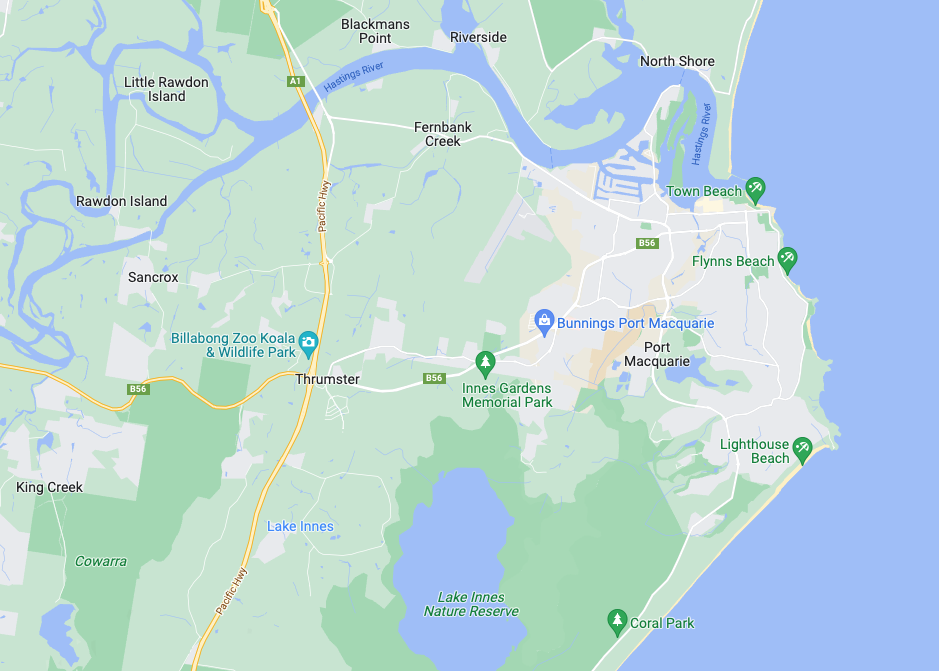 Blackmans
Point
Riverside
North Shore
Little Rawdon
Island
A1
Hastings River
Fernbank
Creek
Hastings River
Rawdon Island
Pacific Hwy
Town Beach
B56
Flynns Beach
Sancrox
Billabong Zoo Koala
& Wildlife Park
Bunnings Port Macquarie
Port
Macquarie
Thrumster
B56
B56
Innes Gardens
Memorial Park
Lighthouse
Beach
King Creek
Lake Innes
Cowarra
Pacific Hwy
Lake Innes
Nature Reserve
Coral Park